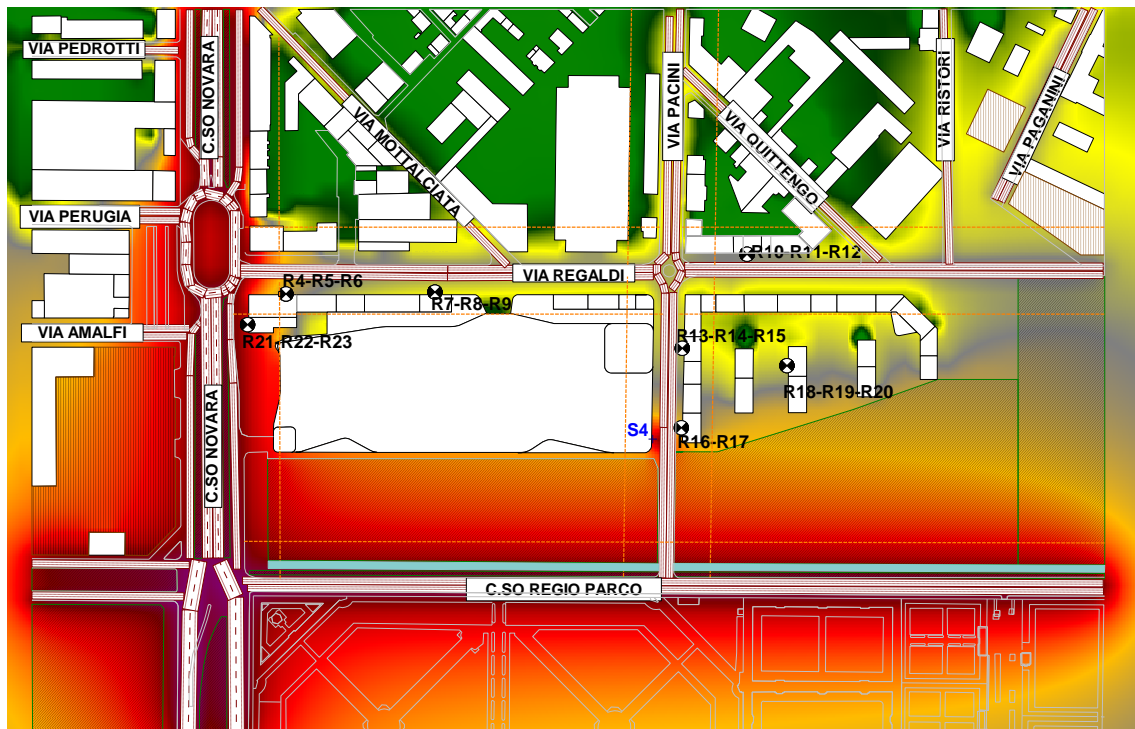 VIA PEDROTTI
C.SO NOVARA
VIA MOTTALCIATA
VIA PACINI
VIA QUITTENGO
VIA RISTORI
VIA PAGANINI
VIA PERUGIA
R10-R11-R12
VIA REGALDI
R4-R5-R6
R7-R8-R9
VIA AMALFI
R21-R22-R23
R13-R14-R15
R18-R19-R20
C.SO NOVARA
S4
R16-R17
C.SO REGIO PARCO